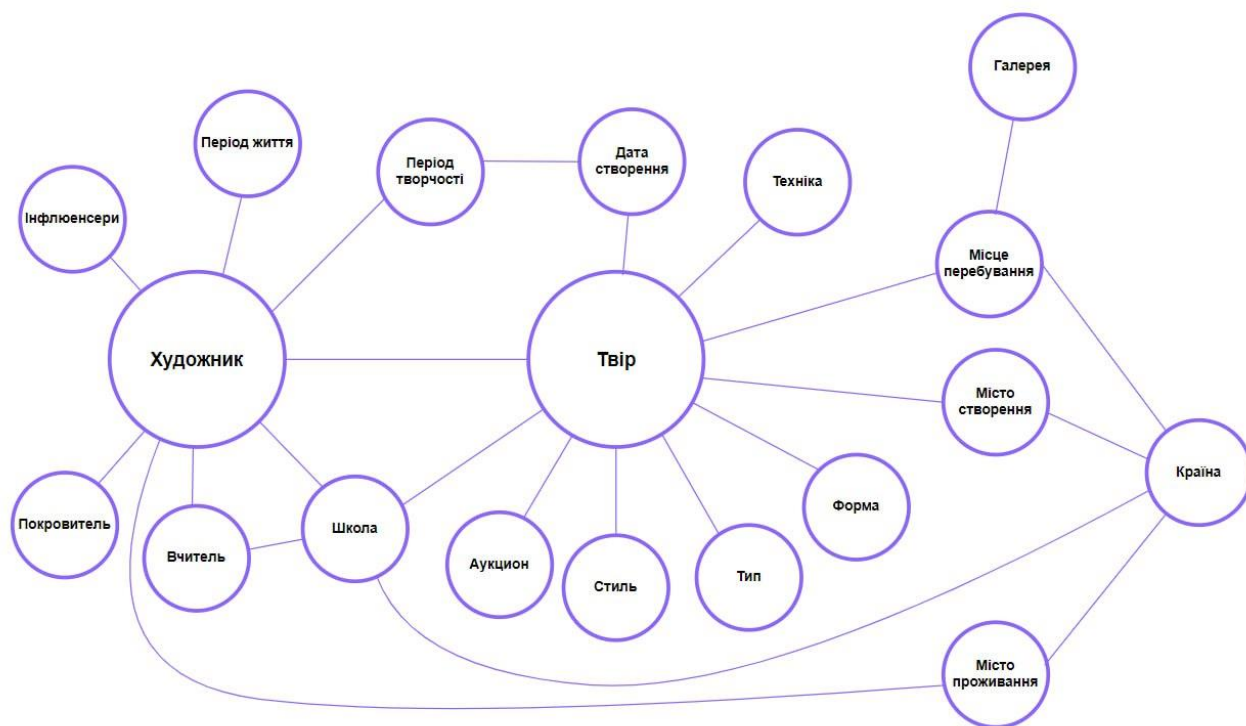 Галерея
Період життя
Період
творчості
Дата
створення
Техніка
Інфлюенсери
Місце
перебування
Художник
Твір
Місто
створення
Країна
Покровитель
Вчитель
Школа
Аукцион
Стиль
Тип
Форма
Місто
проживання